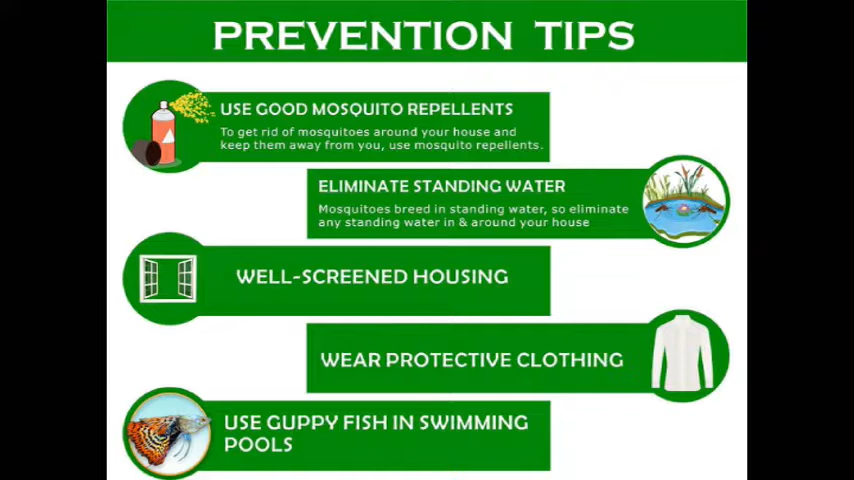 PREVENTION TIPS
USE GOOD MOSQUITO REPELLENTS
To get rid of mosquitoes around your house and
keep them away from you, use mosquito repellents.
ELIMINATE STANDING WATER
Mosquitoes breed in standing water, so eliminate
any standing water in & around your house
WELL-SCREENED HOUSING
WEAR PROTECTIVE CLOTHING
USE GUPPY FISH IN SWIMMING
POOLS